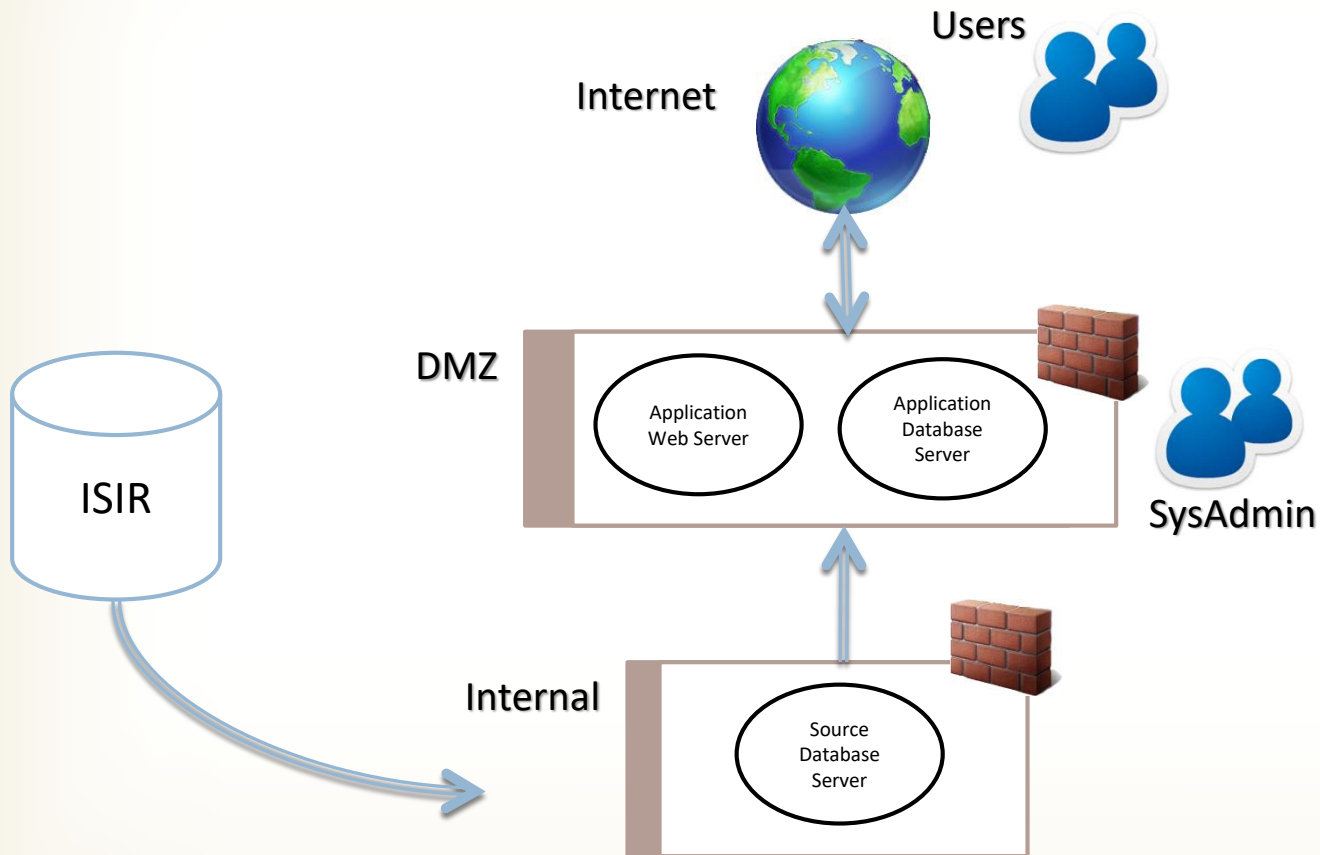 Users
Internet
DMZ
Application
Web Server
Application
Database
Server
ISIR
SysAdmin
Internal
Source
Database
Server